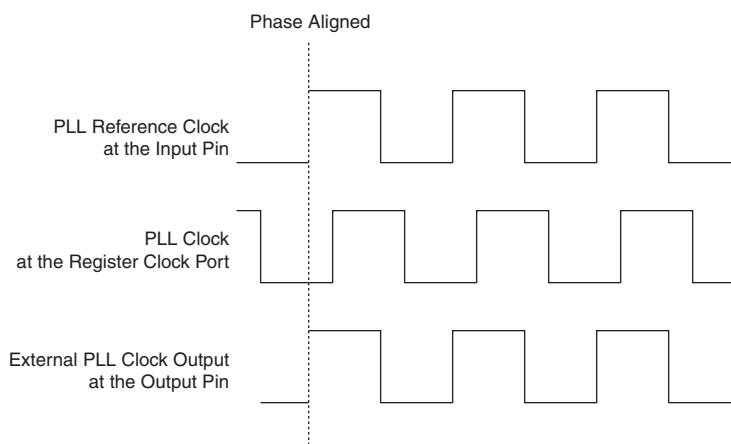 Phase Aligned
PLL Reference Clock
at the Input Pin
PLL Clock
at the Register Clock Port
External PLL Clock Output
at the Output Pin